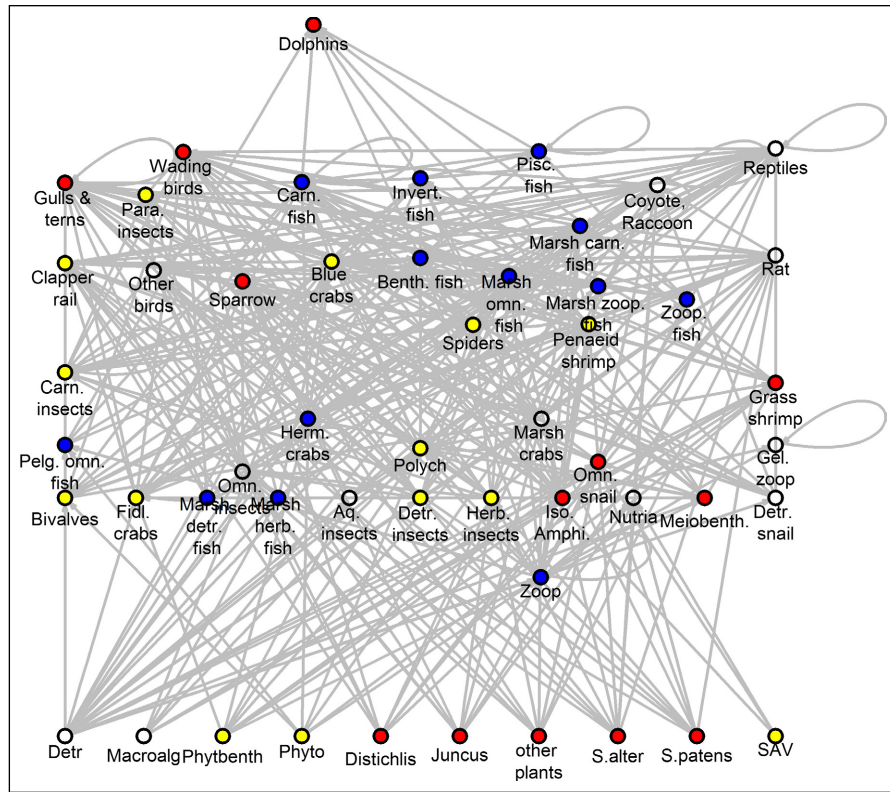 Dolphins
Wading
birds
Gulls &
terns
Para.
insects
Carn.
fish
Invert.
fish
Pisc.
fish
Coyote,
Raccoon
Reptiles
Marsh carn.
fish
Clapper
rail
Other
birds
Sparrow
Blue
crabs
Benth. fish
Marsh
omn.
fish
Marsh zoop.
fish
Zoop.
fish
Rat
Spiders
Penaeid
shrimp
Carn.
insects
Grass
shrimp
Herm.
crabs
Marsh
crabs
Pelg. omn.
fish
Polych
Omn.
snail
Gel.
zoop
Omn.
insects
Bivalves
Fidl.
crabs
Marsh
detr.
fish
Marsh
herb.
fish
Aq.
insects
Detr.
insects
Herb.
insects
Iso.
Amphi.
Nutria
Meiobenth.
Detr.
snail
Zoop
Detr
Macroalg
Phytbenth
Phyto
Distichlis
Juncus
other
plants
S.alter
S.patens
SAV